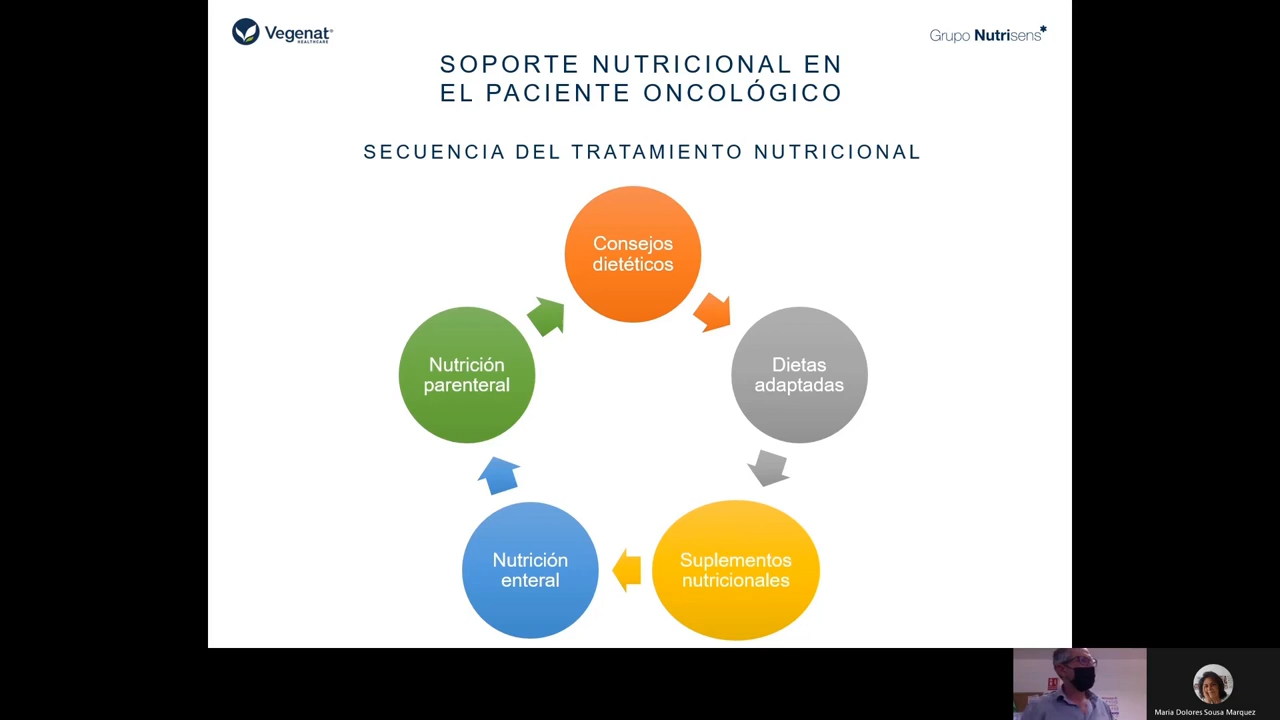 Vegenat®
HEALTHCARE
Grupo Nutrisens*
SOPORTE NUTRICIONAL EN
EL PACIENTE ONCOLÓGICO
SECUENCIA DEL TRATAMIENTO NUTRICIONAL
Consejos
dietéticos
Dietas
adaptadas
Suplementos
nutricionales
Nutrición
enteral
Nutrición
parenteral
Maria Dolores Sousa Marquez